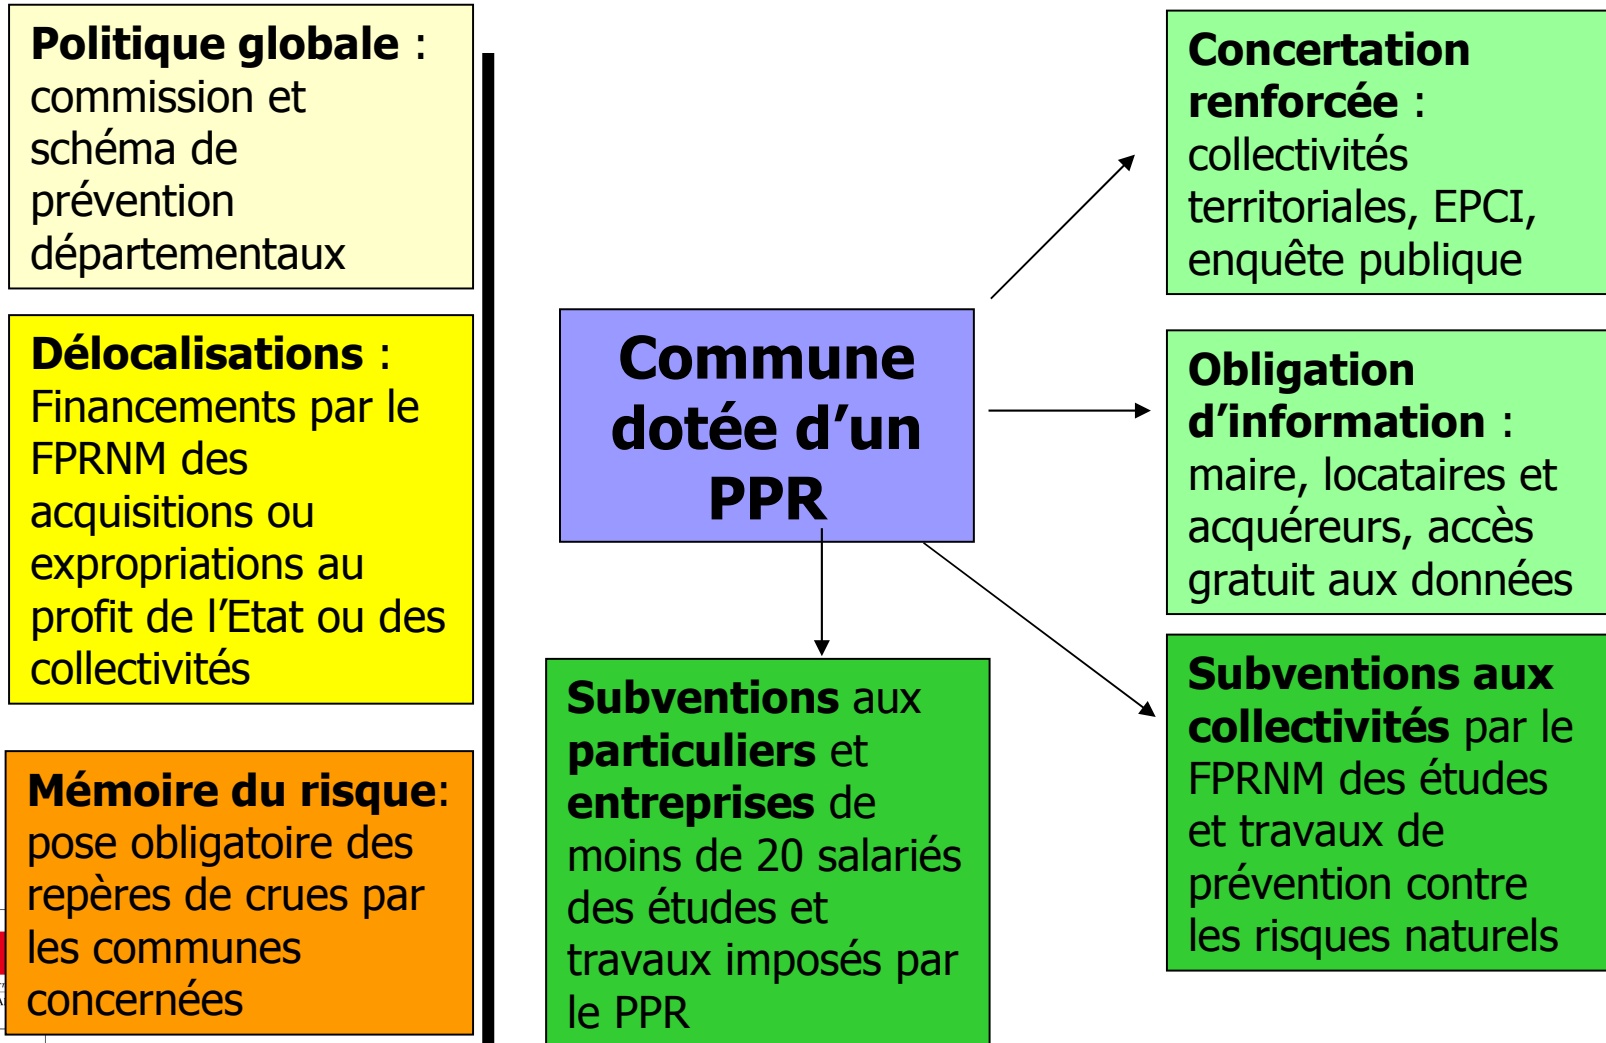 Politique globale :
commission et
schéma de
prévention
départementaux
Délocalisations :
Financements par le
FPRNM des
acquisitions ou
expropriations au
profit de l’Etat ou des
collectivités
Mémoire du risque:
pose obligatoire des
repères de crues par
les communes
concernées
Commune
dotée d’un
PPR
Subventions aux
particuliers et
entreprises de
moins de 20 salariés
des études et
travaux imposés par
le PPR
Concertation
renforcée :
collectivités
territoriales, EPCI,
enquête publique
Obligation
d’information :
maire, locataires et
acquéreurs, accès
gratuit aux données
Subventions aux
collectivités par le
FPRNM des études
et travaux de
prévention contre
les risques naturels